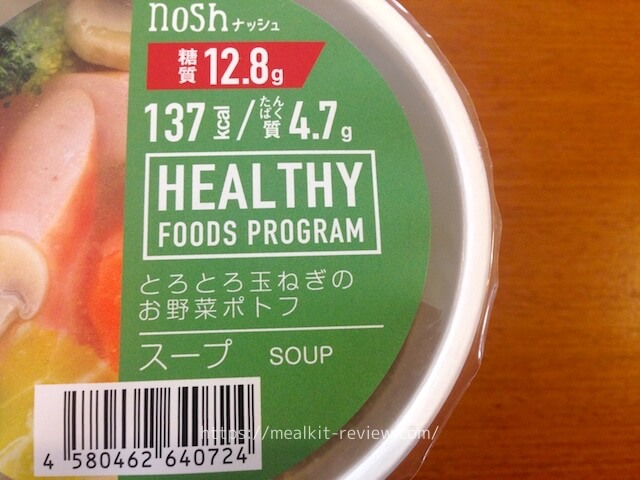 nosh ナッシュ
糖質 12.8g
137kcal/たんぱく質 4.7g
HEALTHY
FOODS PROGRAM
とろとろ玉ねぎの
お野菜ポトフ
スープ SOUP
4 580462 640724
https://mealkit-review.com/